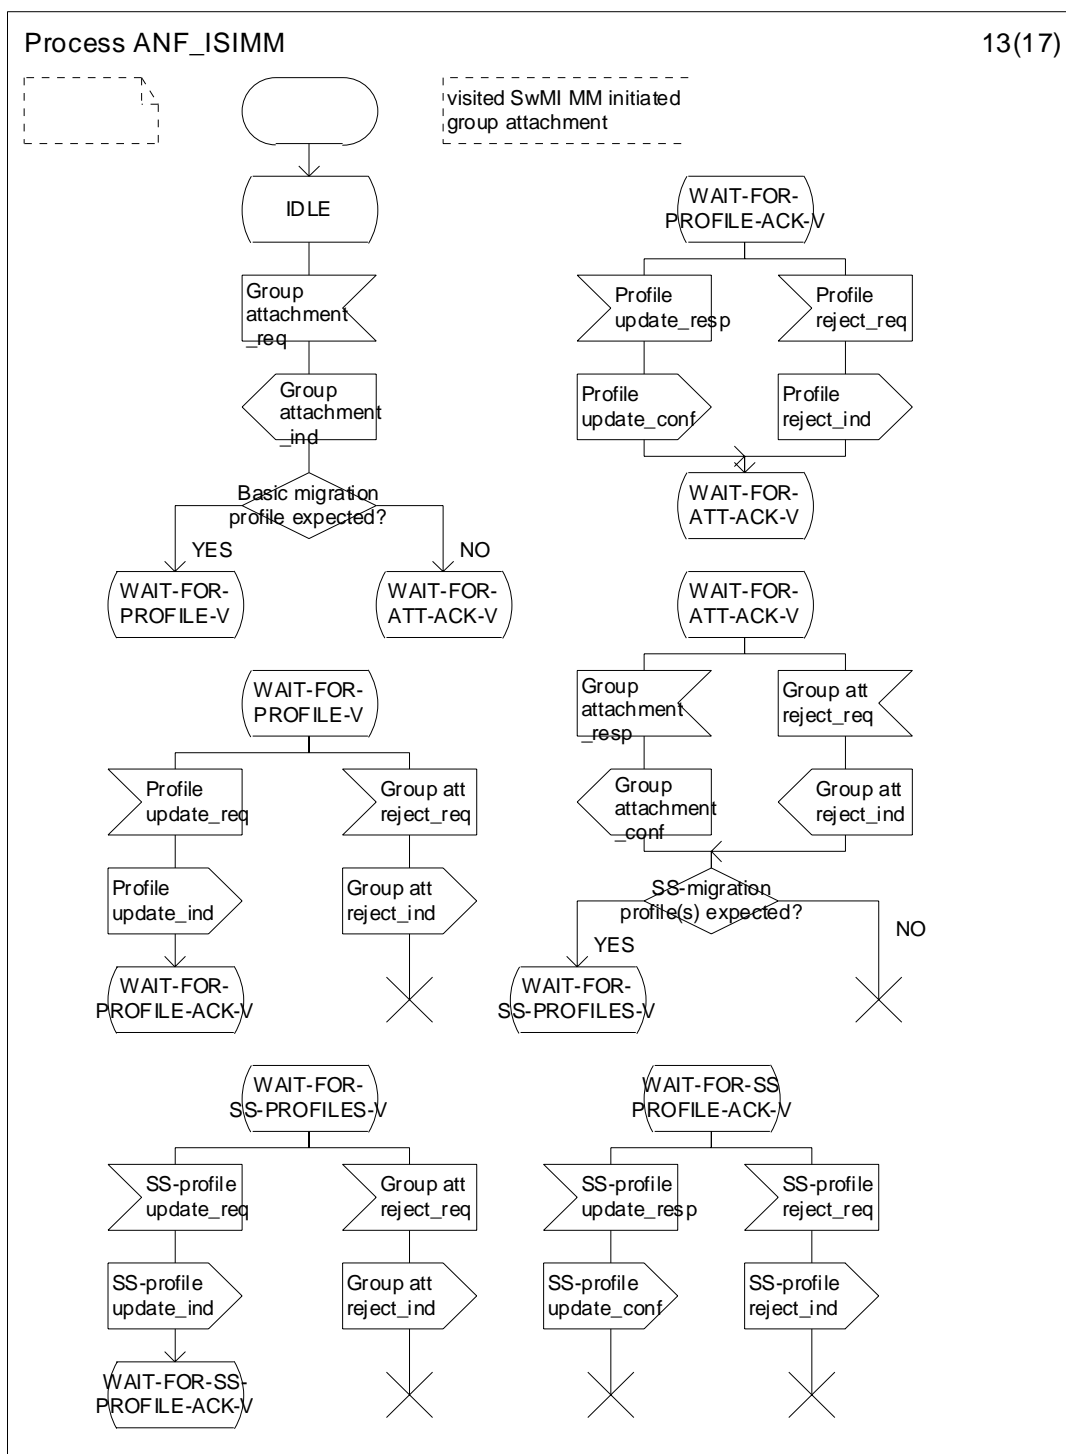 Process ANF_ISIMM
13(17)
visited SwMI MM initiated
group attachment
IDLE
Group
attachment
_req
Group
attachment
_ind
Basic migration
profile expected?
YES
NO
WAIT-FOR-
PROFILE-V
WAIT-FOR-
ATT-ACK-V
WAIT-FOR-
PROFILE-ACK-V
Profile
update_resp
Profile
reject_req
Profile
update_conf
Profile
reject_ind
WAIT-FOR-
ATT-ACK-V
WAIT-FOR-
PROFILE-V
Profile
update_req
Group att
reject_req
Profile
update_ind
Group att
reject_ind
WAIT-FOR-
PROFILE-ACK-V
WAIT-FOR-
ATT-ACK-V
Group
attachment
_resp
Group att
reject_req
Group
attachment
_conf
Group att
reject_ind
SS-migration
profile(s) expected?
YES
NO
WAIT-FOR-
SS-PROFILES-V
WAIT-FOR-
SS-PROFILES-V
SS-profile
update_req
Group att
reject_req
SS-profile
update_ind
Group att
reject_ind
WAIT-FOR-SS-
PROFILE-ACK-V
WAIT-FOR-SS
PROFILE-ACK-V
SS-profile
update_resp
SS-profile
reject_req
SS-profile
update_conf
SS-profile
reject_ind